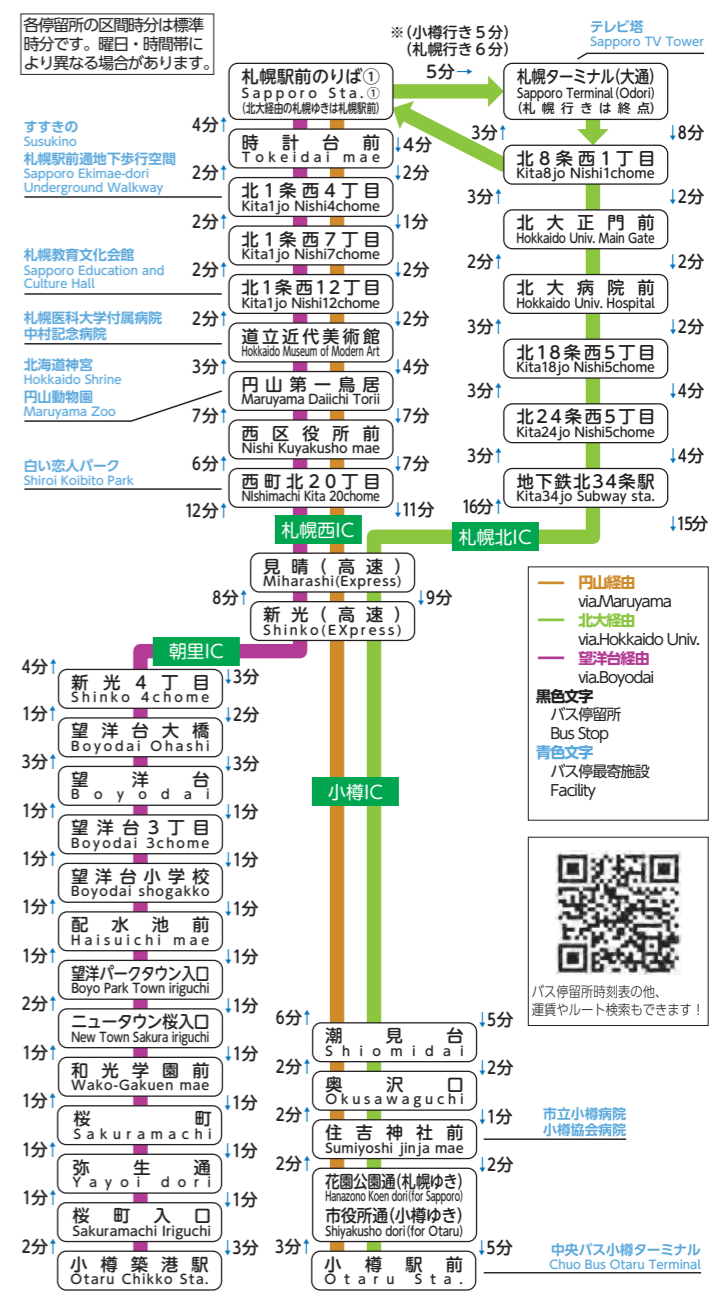 各停留所の区間時分は標準
時分です。曜日・時間帯に
より異なる場合があります。
※(小樽行き5分)
(札幌行き6分)
5分→
テレビ塔
Sapporo TV Tower
札幌駅前のりば①
Sapporo Sta.①
(北大経由の札幌ゆきは札幌駅前)
札幌ターミナル(大通)
Sapporo Terminal (Odori)
(札幌行きは終点)
すすきの
Susukino
札幌駅前通地下歩行空間
Sapporo Ekimae-dori
Underground Walkway
4分↑
↓4分
時計台前
Tokeidai mae
2分↑
↓2分
北1条西4丁目
Kita1jo Nishi4chome
2分↑
↓1分
北1条西7丁目
Kita1jo Nishi7chome
札幌教育文化会館
Sapporo Education and
Culture Hall
2分↑
↓2分
北1条西12丁目
Kita1jo Nishi12chome
札幌医科大学付属病院
中村記念病院
2分↑
↓2分
道立近代美術館
Hokkaido Museum of Modern Art
北海道神宮
Hokkaido Shrine
円山動物園
Maruyama Zoo
3分↑
↓4分
円山第一鳥居
Maruyama Daiichi Torii
7分↑
↓7分
西区役所前
Nishi Kuyakusho mae
白い恋人パーク
Shiroi Koibito Park
6分↑
↓7分
西町北20丁目
NIshimachi Kita 20chome
12分↑
↓11分
3分↑
↓8分
北8条西1丁目
Kita8jo Nishi1chome
3分↑
↓2分
北大正門前
Hokkaido Univ. Main Gate
2分↑
↓2分
北大病院前
Hokkaido Univ. Hospital
3分↑
↓2分
北18条西5丁目
Kita18jo Nishi5chome
3分↑
↓4分
北24条西5丁目
Kita24jo Nishi5chome
3分↑
↓4分
地下鉄北34条駅
Kita34jo Subway sta.
16分↑
↓15分
札幌西IC
札幌北IC
見晴(高速)
Miharashi(Express)
8分↑
↓9分
新光(高速)
Shinko(EXpress)
円山経由
via.Maruyama
北大経由
via.Hokkaido Univ.
望洋台経由
via.Boyodai
黒色文字
バス停留所
Bus Stop
青色文字
バス停最寄施設
Facility
朝里IC
4分↑
↓3分
新光4丁目
Shinko 4chome
1分↑
↓2分
望洋台大橋
Boyodai Ohashi
3分↑
↓3分
望洋台
Boyodai
1分↑
↓1分
望洋台3丁目
Boyodai 3chome
1分↑
↓1分
望洋台小学校
Boyodai shogakko
1分↑
↓1分
配水池前
Haisuichi mae
1分↑
↓1分
望洋パークタウン入口
Boyo Park Town iriguchi
2分↑
↓1分
ニュータウン桜入口
New Town Sakura iriguchi
1分↑
↓1分
和光学園前
Wako-Gakuen mae
1分↑
↓1分
桜町
Sakuramachi
1分↑
↓1分
弥生通
Yayoi dori
1分↑
↓1分
桜町入口
Sakuramachi Iriguchi
2分↑
↓3分
小樽築港駅
Otaru Chikko Sta.
小樽IC
バス停留所時刻表の他、
運賃やルート検索もできます!
6分↑
↓5分
潮見台
Shiomidai
2分↑
↓2分
奥沢口
Okusawaguchi
2分↑
↓1分
市立小樽病院
小樽協会病院
住吉神社前
Sumiyoshi jinja mae
2分↑
↓2分
花園公園通(札幌ゆき)
Hanazono Koen dori(for Sapporo)
市役所通(小樽ゆき)
Shiyakusho dori(for Otaru)
3分↑
↓5分
小樽駅前
Otaru Sta.
中央バス小樽ターミナル
Chuo Bus Otaru Terminal